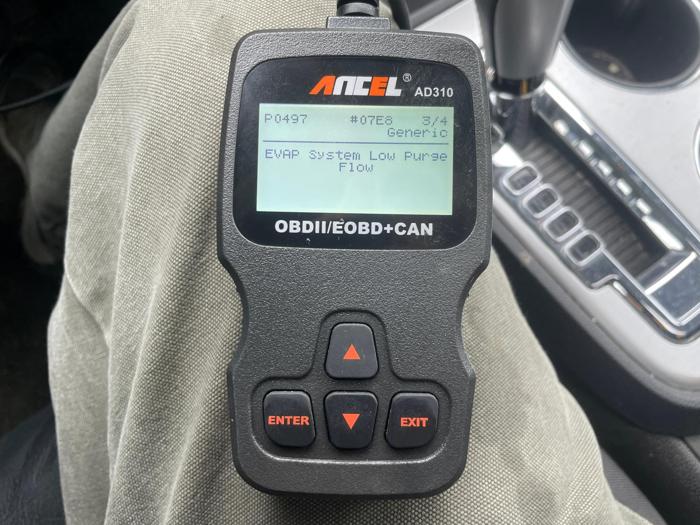 ANCEL®
AD310
P0497 #07E8 3/4
Generic
EVAP System Low Purge
Flow
OBDII/EOBD+CAN
ENTER
EXIT